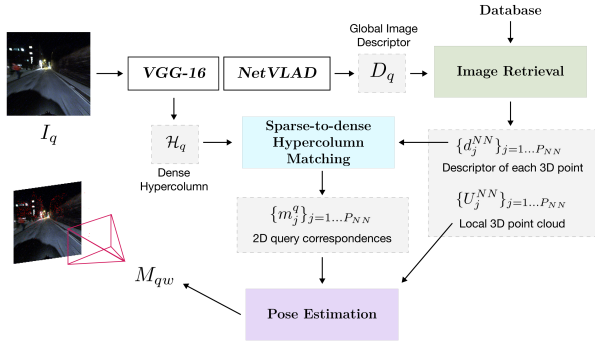 Database
Global Image
Descriptor
VGG-16
NetVLAD
$D_q$
Image Retrieval
$I_q$
$\mathcal{H}_q$
Dense
Hypercolumn
Sparse-to-dense
Hypercolumn
Matching
$\{d_j^{NN}\}_{j=1...P_{NN}}$
Descriptor of each 3D point
$\{U_j^{NN}\}_{j=1...P_{NN}}$
Local 3D point cloud
$\{m_j^q\}_{j=1...P_{NN}}$
2D query correspondences
$M_{qw}$
Pose Estimation